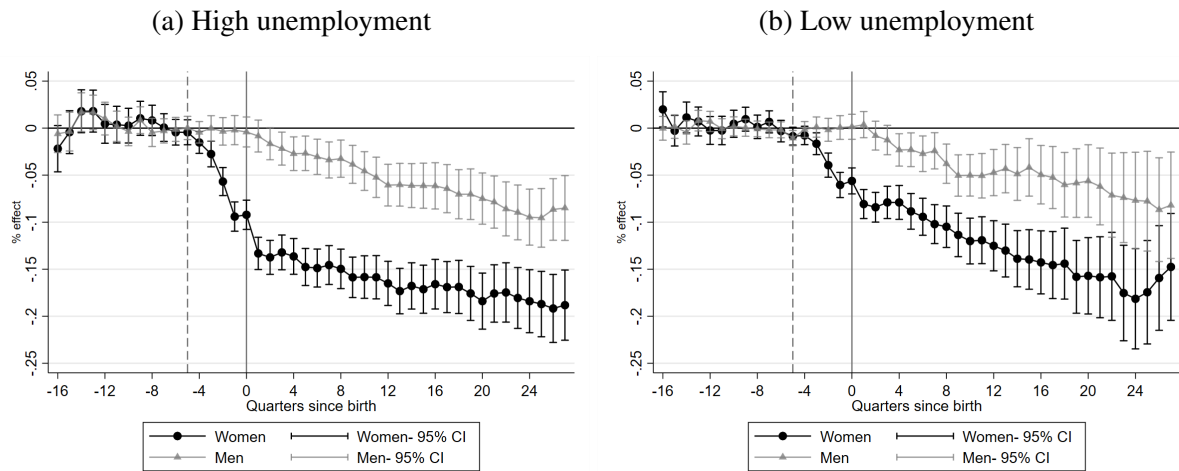 (a) High unemployment
(b) Low unemployment
% effect
.05
0
-.05
-.1
-.15
-.2
-.25
-16 -12 -8 -4 0 4 8 12 16 20 24
Quarters since birth
Women Women- 95% CI
Men Men- 95% CI
% effect
.05
0
-.05
-.1
-.15
-.2
-.25
-16 -12 -8 -4 0 4 8 12 16 20 24
Quarters since birth
Women Women- 95% CI
Men Men- 95% CI